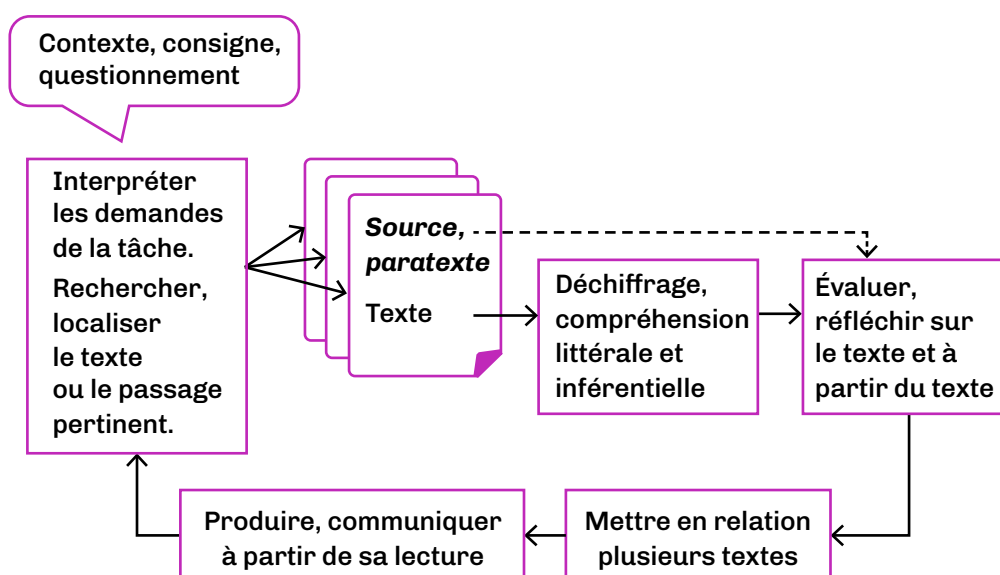 Contexte, consigne,
questionnement
Interpréter
les demandes
de la tâche.
Rechercher,
localiser
le texte
ou le passage
pertinent.
Source,
paratexte
Texte
Déchiffrage,
compréhension
littérale et
inférentielle
Évaluer,
réfléchir sur
le texte et à
partir du texte
Mettre en relation
plusieurs textes
Produire, communiquer
à partir de sa lecture